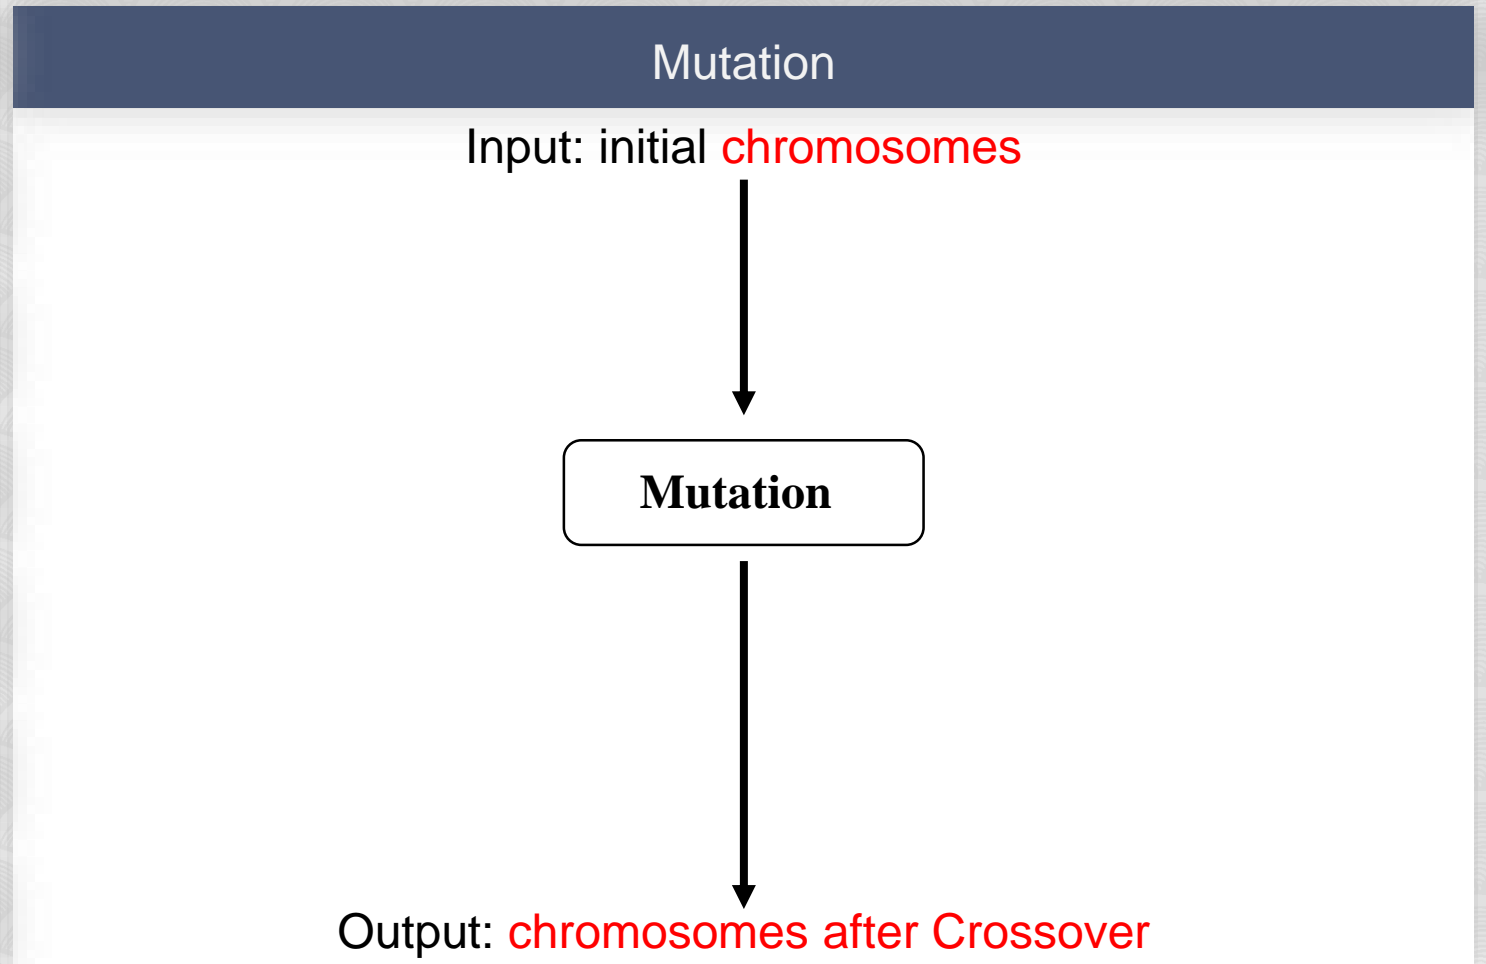 Mutation
Input: initial chromosomes
Mutation
Output: chromosomes after Crossover